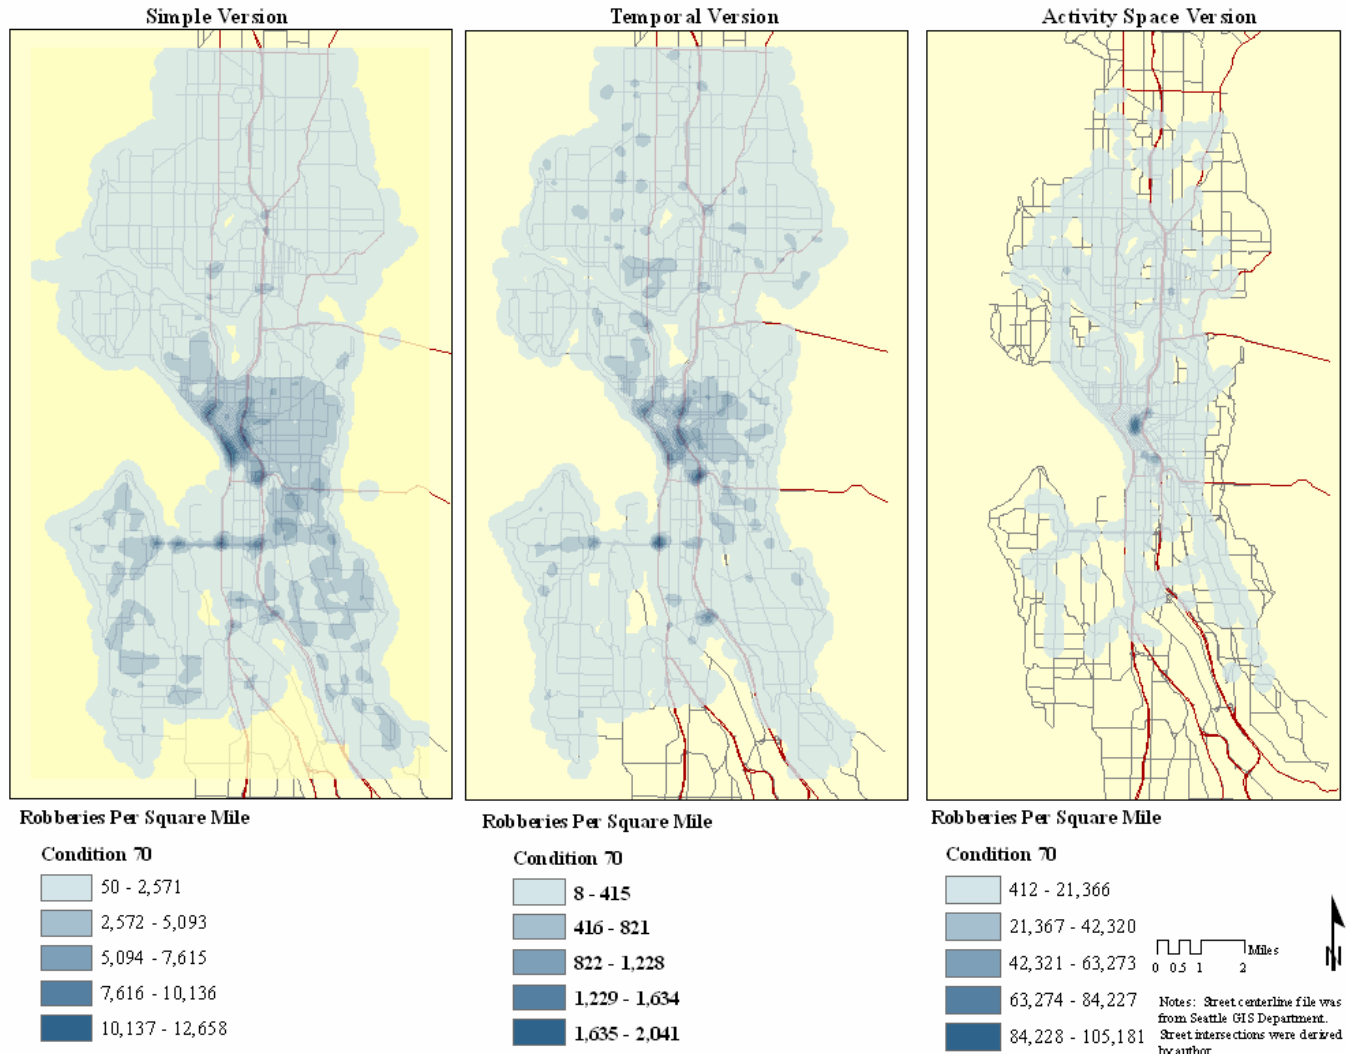 Simple Version
Temporal Version
Activity Space Version
Robberies Per Square Mile
Condition 70
50 - 2,571
2,572 - 5,093
5,094 - 7,615
7,616 - 10,136
10,137 - 12,658
Robberies Per Square Mile
Condition 70
8 - 415
416 - 821
822 - 1,228
1,229 - 1,634
1,635 - 2,041
Robberies Per Square Mile
Condition 70
412 - 21,366
21,367 - 42,320
42,321 - 63,273
63,274 - 84,227
84,228 - 105,181
Miles
0 0.5 1 2
N
Notes: Street centerline file was
from Seattle GIS Department.
Street intersections were derived
by author